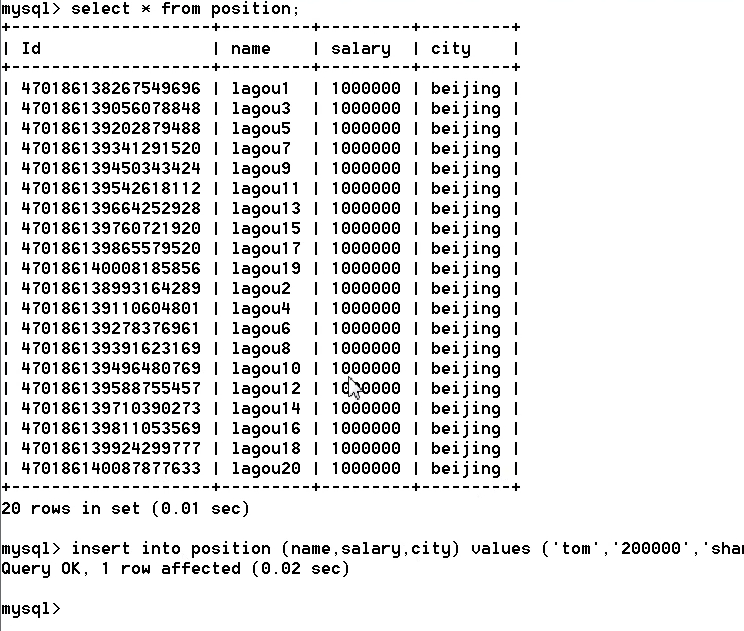 mysql> select * from position;
+--------------------+---------+---------+---------+
| Id                 | name    | salary  | city    |
+--------------------+---------+---------+---------+
| 470186138267549696 | lagou1  | 1000000 | beijing |
| 470186139056078848 | lagou3  | 1000000 | beijing |
| 470186139202879488 | lagou5  | 1000000 | beijing |
| 470186139341291520 | lagou7  | 1000000 | beijing |
| 470186139450343424 | lagou9  | 1000000 | beijing |
| 470186139542618112 | lagou11 | 1000000 | beijing |
| 470186139664252928 | lagou13 | 1000000 | beijing |
| 470186139760721920 | lagou15 | 1000000 | beijing |
| 470186139865579520 | lagou17 | 1000000 | beijing |
| 470186140008185856 | lagou19 | 1000000 | beijing |
| 470186138993164289 | lagou2  | 1000000 | beijing |
| 470186139110604801 | lagou4  | 1000000 | beijing |
| 470186139278376961 | lagou6  | 1000000 | beijing |
| 470186139391623169 | lagou8  | 1000000 | beijing |
| 470186139496480769 | lagou10 | 1000000 | beijing |
| 470186139588755457 | lagou12 | 1000000 | beijing |
| 470186139710390273 | lagou14 | 1000000 | beijing |
| 470186139811053569 | lagou16 | 1000000 | beijing |
| 470186139924299777 | lagou18 | 1000000 | beijing |
| 470186140087877633 | lagou20 | 1000000 | beijing |
+--------------------+---------+---------+---------+
20 rows in set (0.01 sec)
mysql> insert into position (name,salary,city) values ('tom','200000','
Query OK, 1 row affected (0.02 sec)
mysql>